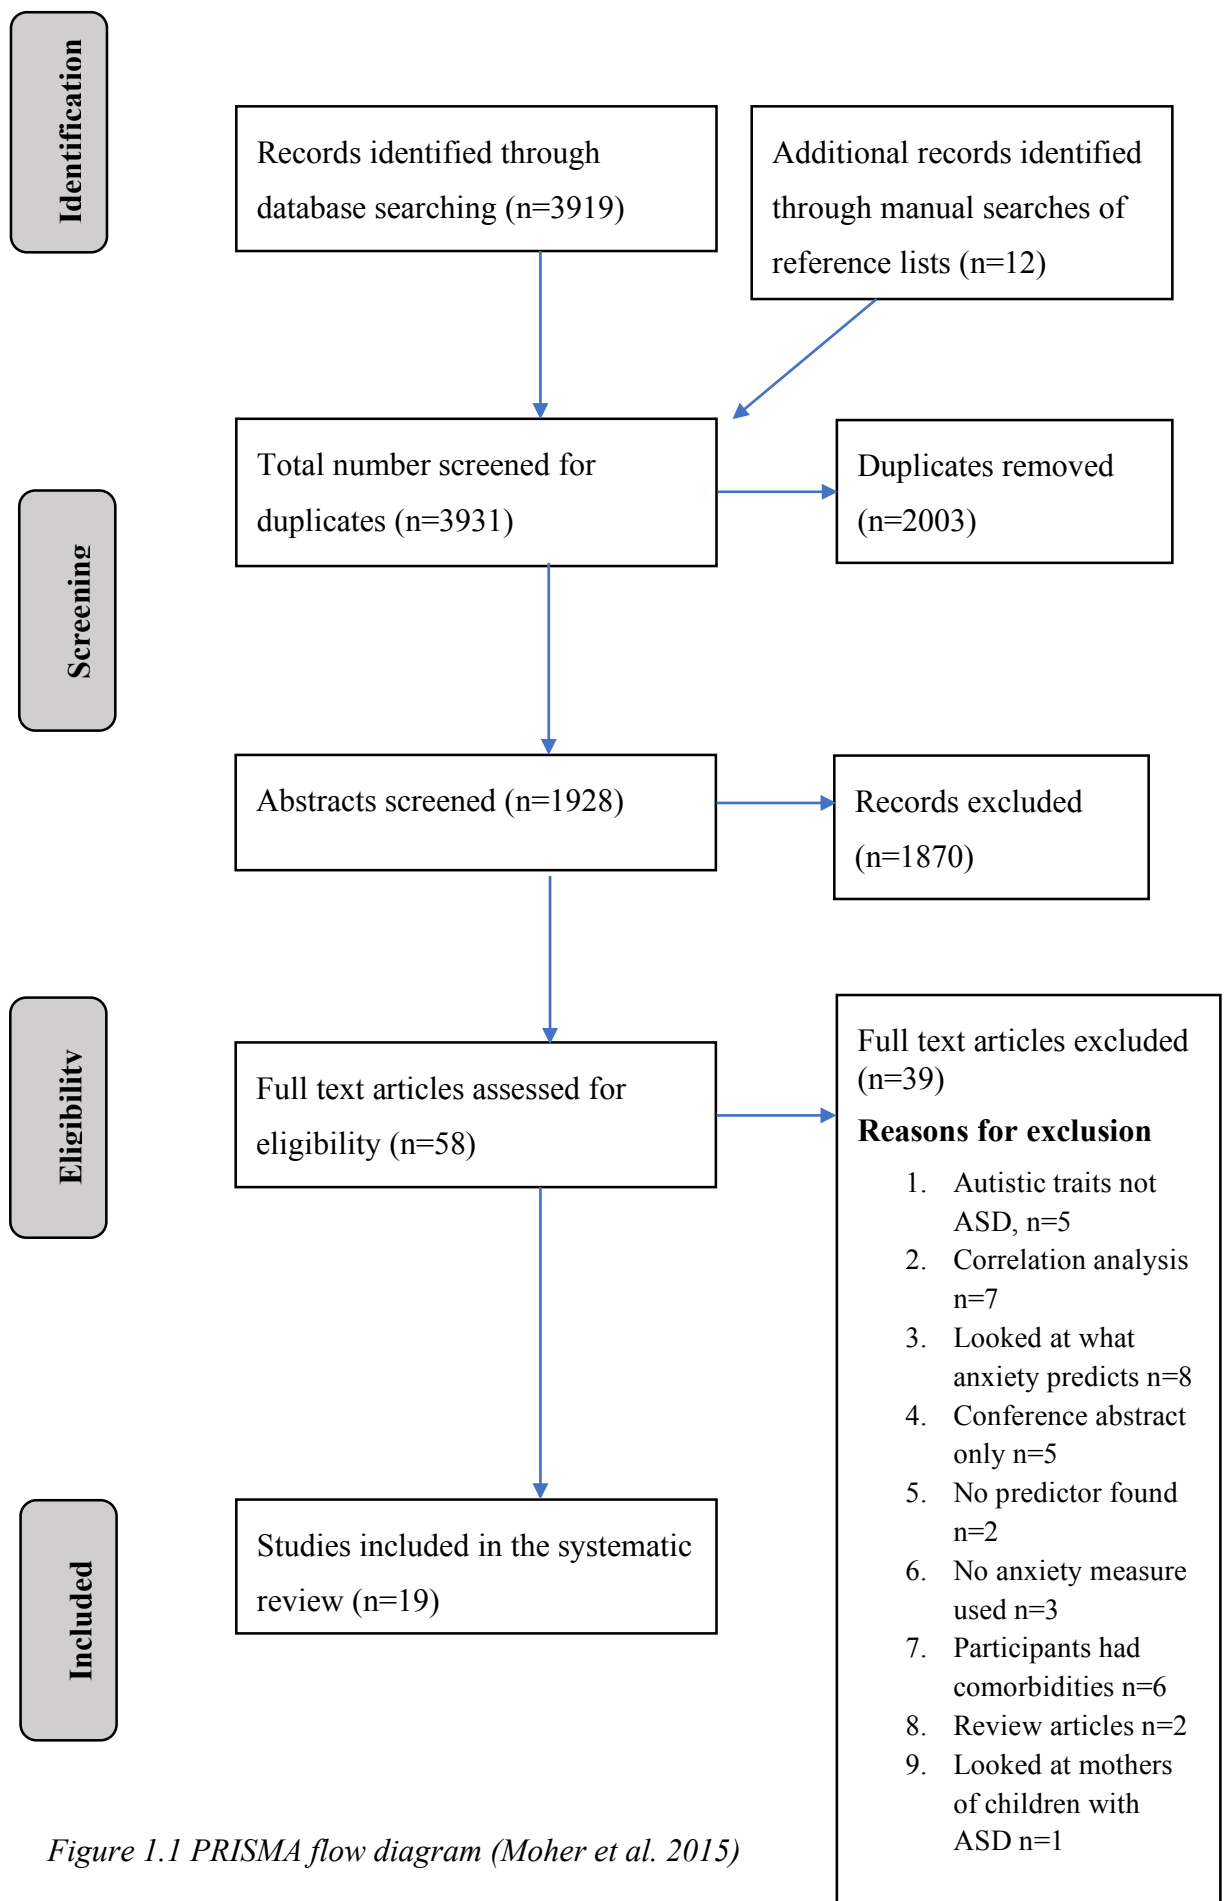 Identification
Records identified through
database searching (n=3919)
Additional records identified
through manual searches of
reference lists (n=12)
Screening
Total number screened for
duplicates (n=3931)
Duplicates removed
(n=2003)
Abstracts screened (n=1928)
Records excluded
(n=1870)
Eligibility
Full text articles assessed for
eligibility (n=58)
Full text articles excluded
(n=39)
Reasons for exclusion
1. Autistic traits not
ASD, n=5
2. Correlation analysis
n=7
3. Looked at what
anxiety predicts n=8
4. Conference abstract
only n=5
5. No predictor found
n=2
6. No anxiety measure
used n=3
7. Participants had
comorbidities n=6
8. Review articles n=2
9. Looked at mothers
of children with
ASD n=1
Included
Studies included in the systematic
review (n=19)
Figure 1.1 PRISMA flow diagram (Moher et al. 2015)